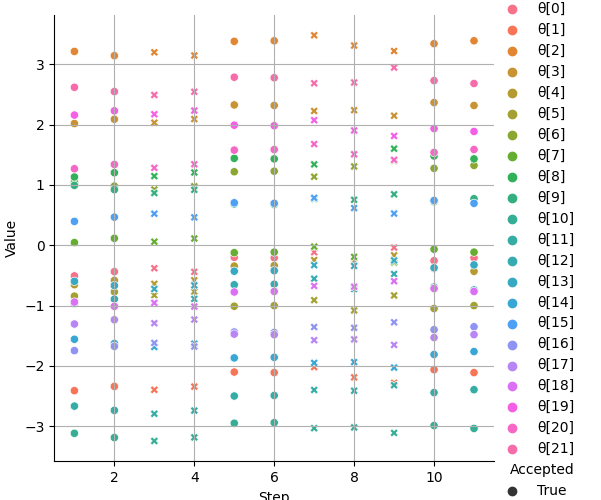 Value
3
2
1
0
−1
−2
−3
2
4
6
8
10
Step
θ[0]
θ[1]
θ[2]
θ[3]
θ[4]
θ[5]
θ[6]
θ[7]
θ[8]
θ[9]
θ[10]
θ[11]
θ[12]
θ[13]
θ[14]
θ[15]
θ[16]
θ[17]
θ[18]
θ[19]
θ[20]
θ[21]
Accepted
True